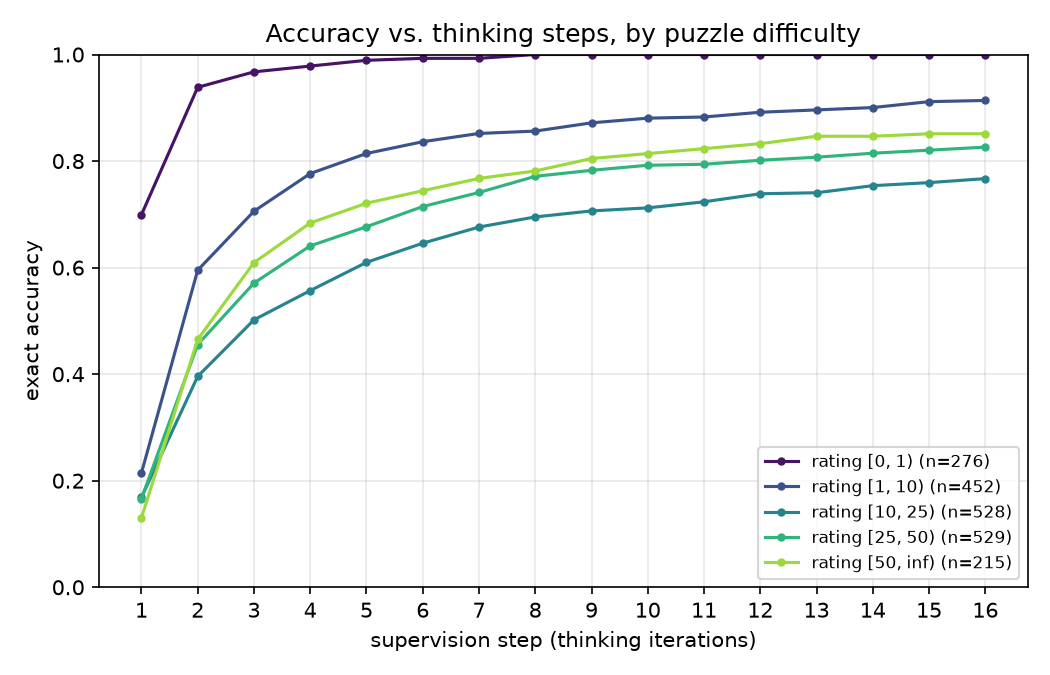 Accuracy vs. thinking steps, by puzzle difficulty
exact accuracy
1.0
0.8
0.6
0.4
0.2
0.0
rating [0, 1) (n=276)
rating [1, 10) (n=452)
rating [10, 25) (n=528)
rating [25, 50) (n=529)
rating [50, inf) (n=215)
1 2 3 4 5 6 7 8 9 10 11 12 13 14 15 16
supervision step (thinking iterations)